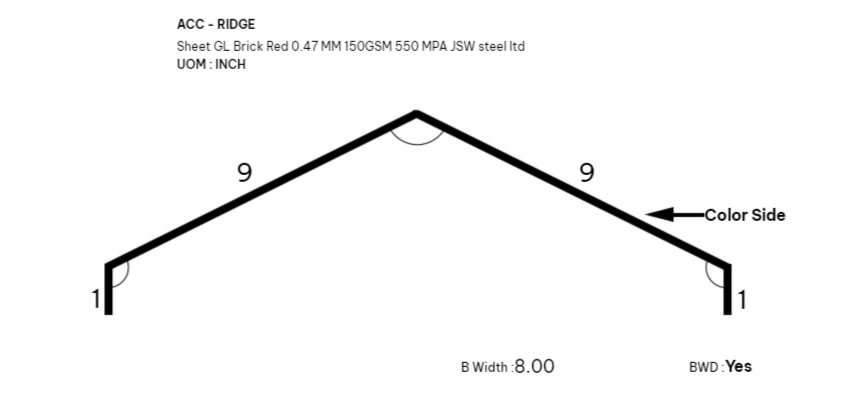 ACC - RIDGE
Sheet GL Brick Red 0.47 MM 150GSM 550 MPA JSW steel ltd
UOM : INCH
9
9
Color Side
1
1
B Width :8.00
BWD :Yes